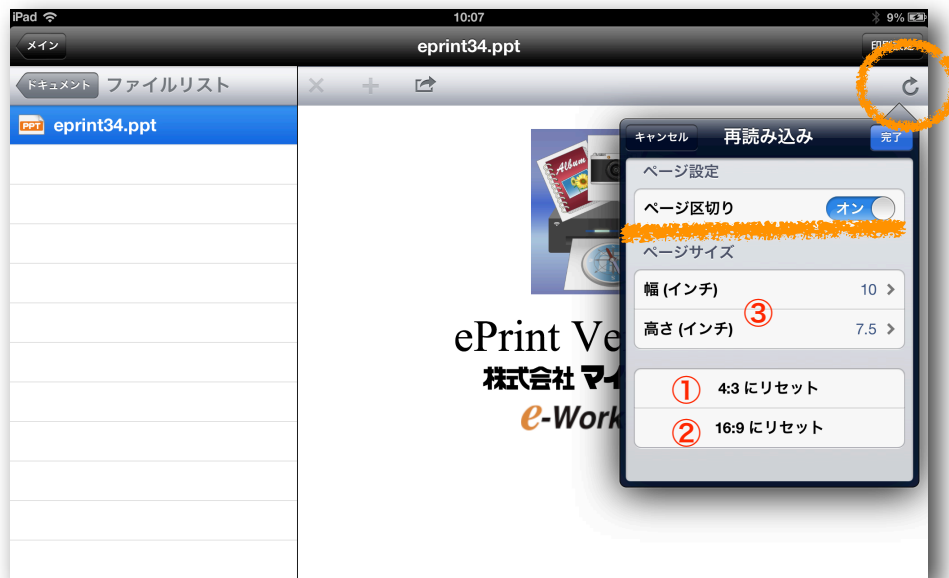 iPad 10:07 9%
メイン eprint34.ppt
ドキュメント ファイルリスト
PPT eprint34.ppt
Album
キャンセル 再読み込み 完了
ページ設定
ページ区切り オン
ページサイズ
幅 (インチ) 10
③
高さ (インチ) 7.5
① 4:3 にリセット
② 16:9 にリセット
ePrint Ve
株式会社 マイ
e-Work